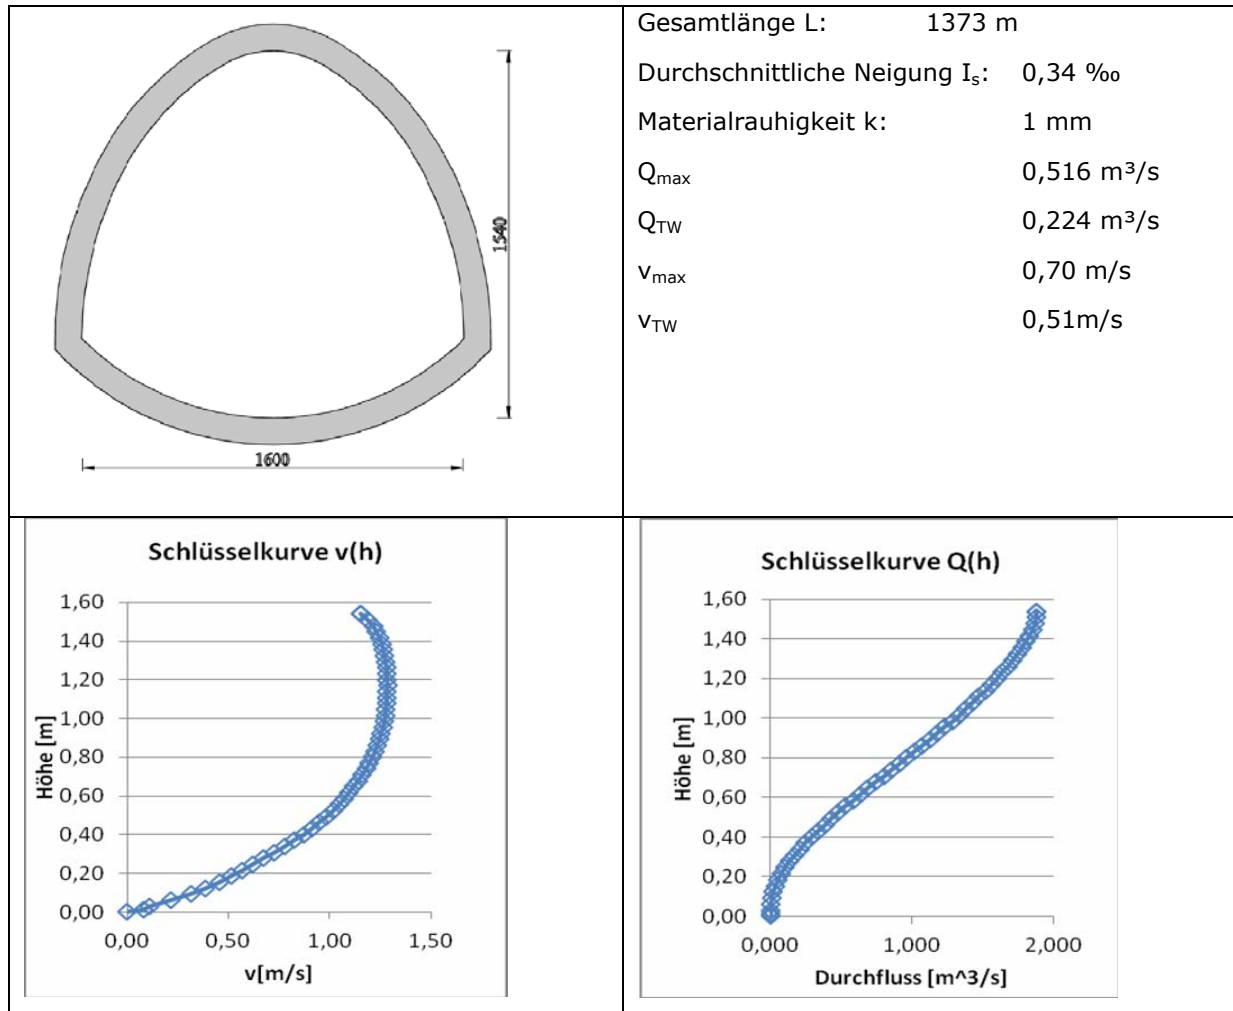 1540
1600
Gesamtlänge L: 1373 m
Durchschnittliche Neigung Is: 0,34 ‰
Materialrauhigkeit k: 1 mm
Qmax 0,516 m³/s
QTW 0,224 m³/s
vmax 0,70 m/s
vTW 0,51m/s
Schlüsselkurve v(h)
Höhe [m]
1,60
1,40
1,20
1,00
0,80
0,60
0,40
0,20
0,00
0,00 0,50 1,00 1,50
v[m/s]
Schlüsselkurve Q(h)
Höhe [m]
1,60
1,40
1,20
1,00
0,80
0,60
0,40
0,20
0,00
0,000 1,000 2,000
Durchfluss [m^3/s]